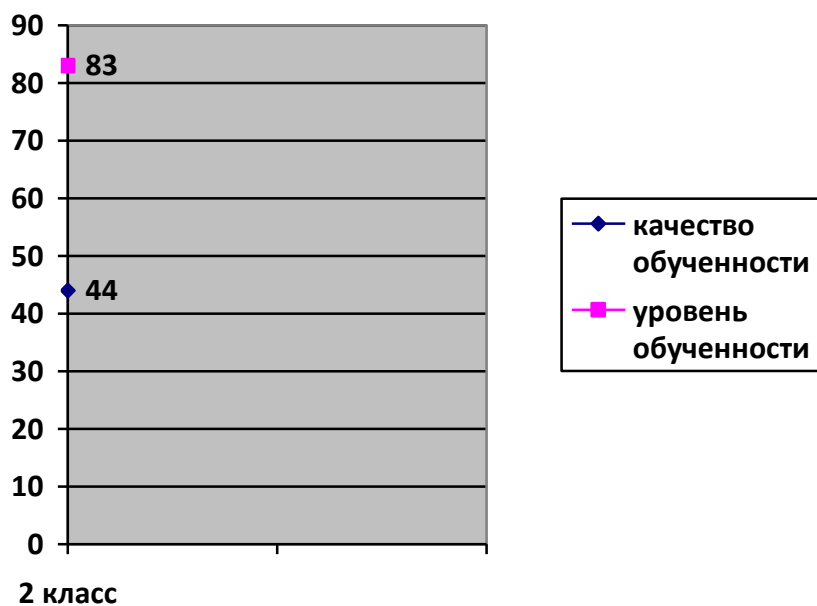 90
83
80
70
60
50
44
40
30
20
10
0
2 класс
качество
обученности
уровень
обученности